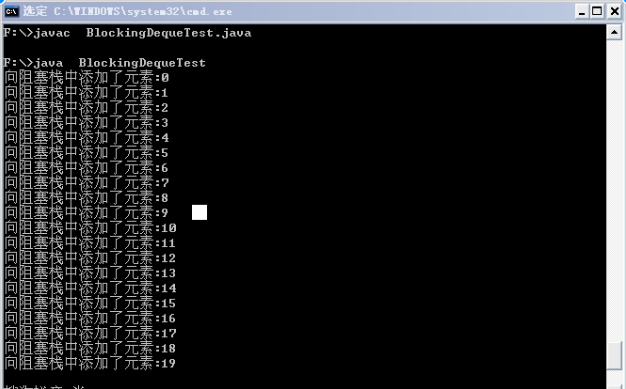 选定 C:\WINDOWS\system32\cmd.exe
F:\>javac  BlockingDequeTest.java
F:\>java  BlockingDequeTest
向阻塞栈中添加了元素:0
向阻塞栈中添加了元素:1
向阻塞栈中添加了元素:2
向阻塞栈中添加了元素:3
向阻塞栈中添加了元素:4
向阻塞栈中添加了元素:5
向阻塞栈中添加了元素:6
向阻塞栈中添加了元素:7
向阻塞栈中添加了元素:8
向阻塞栈中添加了元素:9
向阻塞栈中添加了元素:10
向阻塞栈中添加了元素:11
向阻塞栈中添加了元素:12
向阻塞栈中添加了元素:13
向阻塞栈中添加了元素:14
向阻塞栈中添加了元素:15
向阻塞栈中添加了元素:16
向阻塞栈中添加了元素:17
向阻塞栈中添加了元素:18
向阻塞栈中添加了元素:19